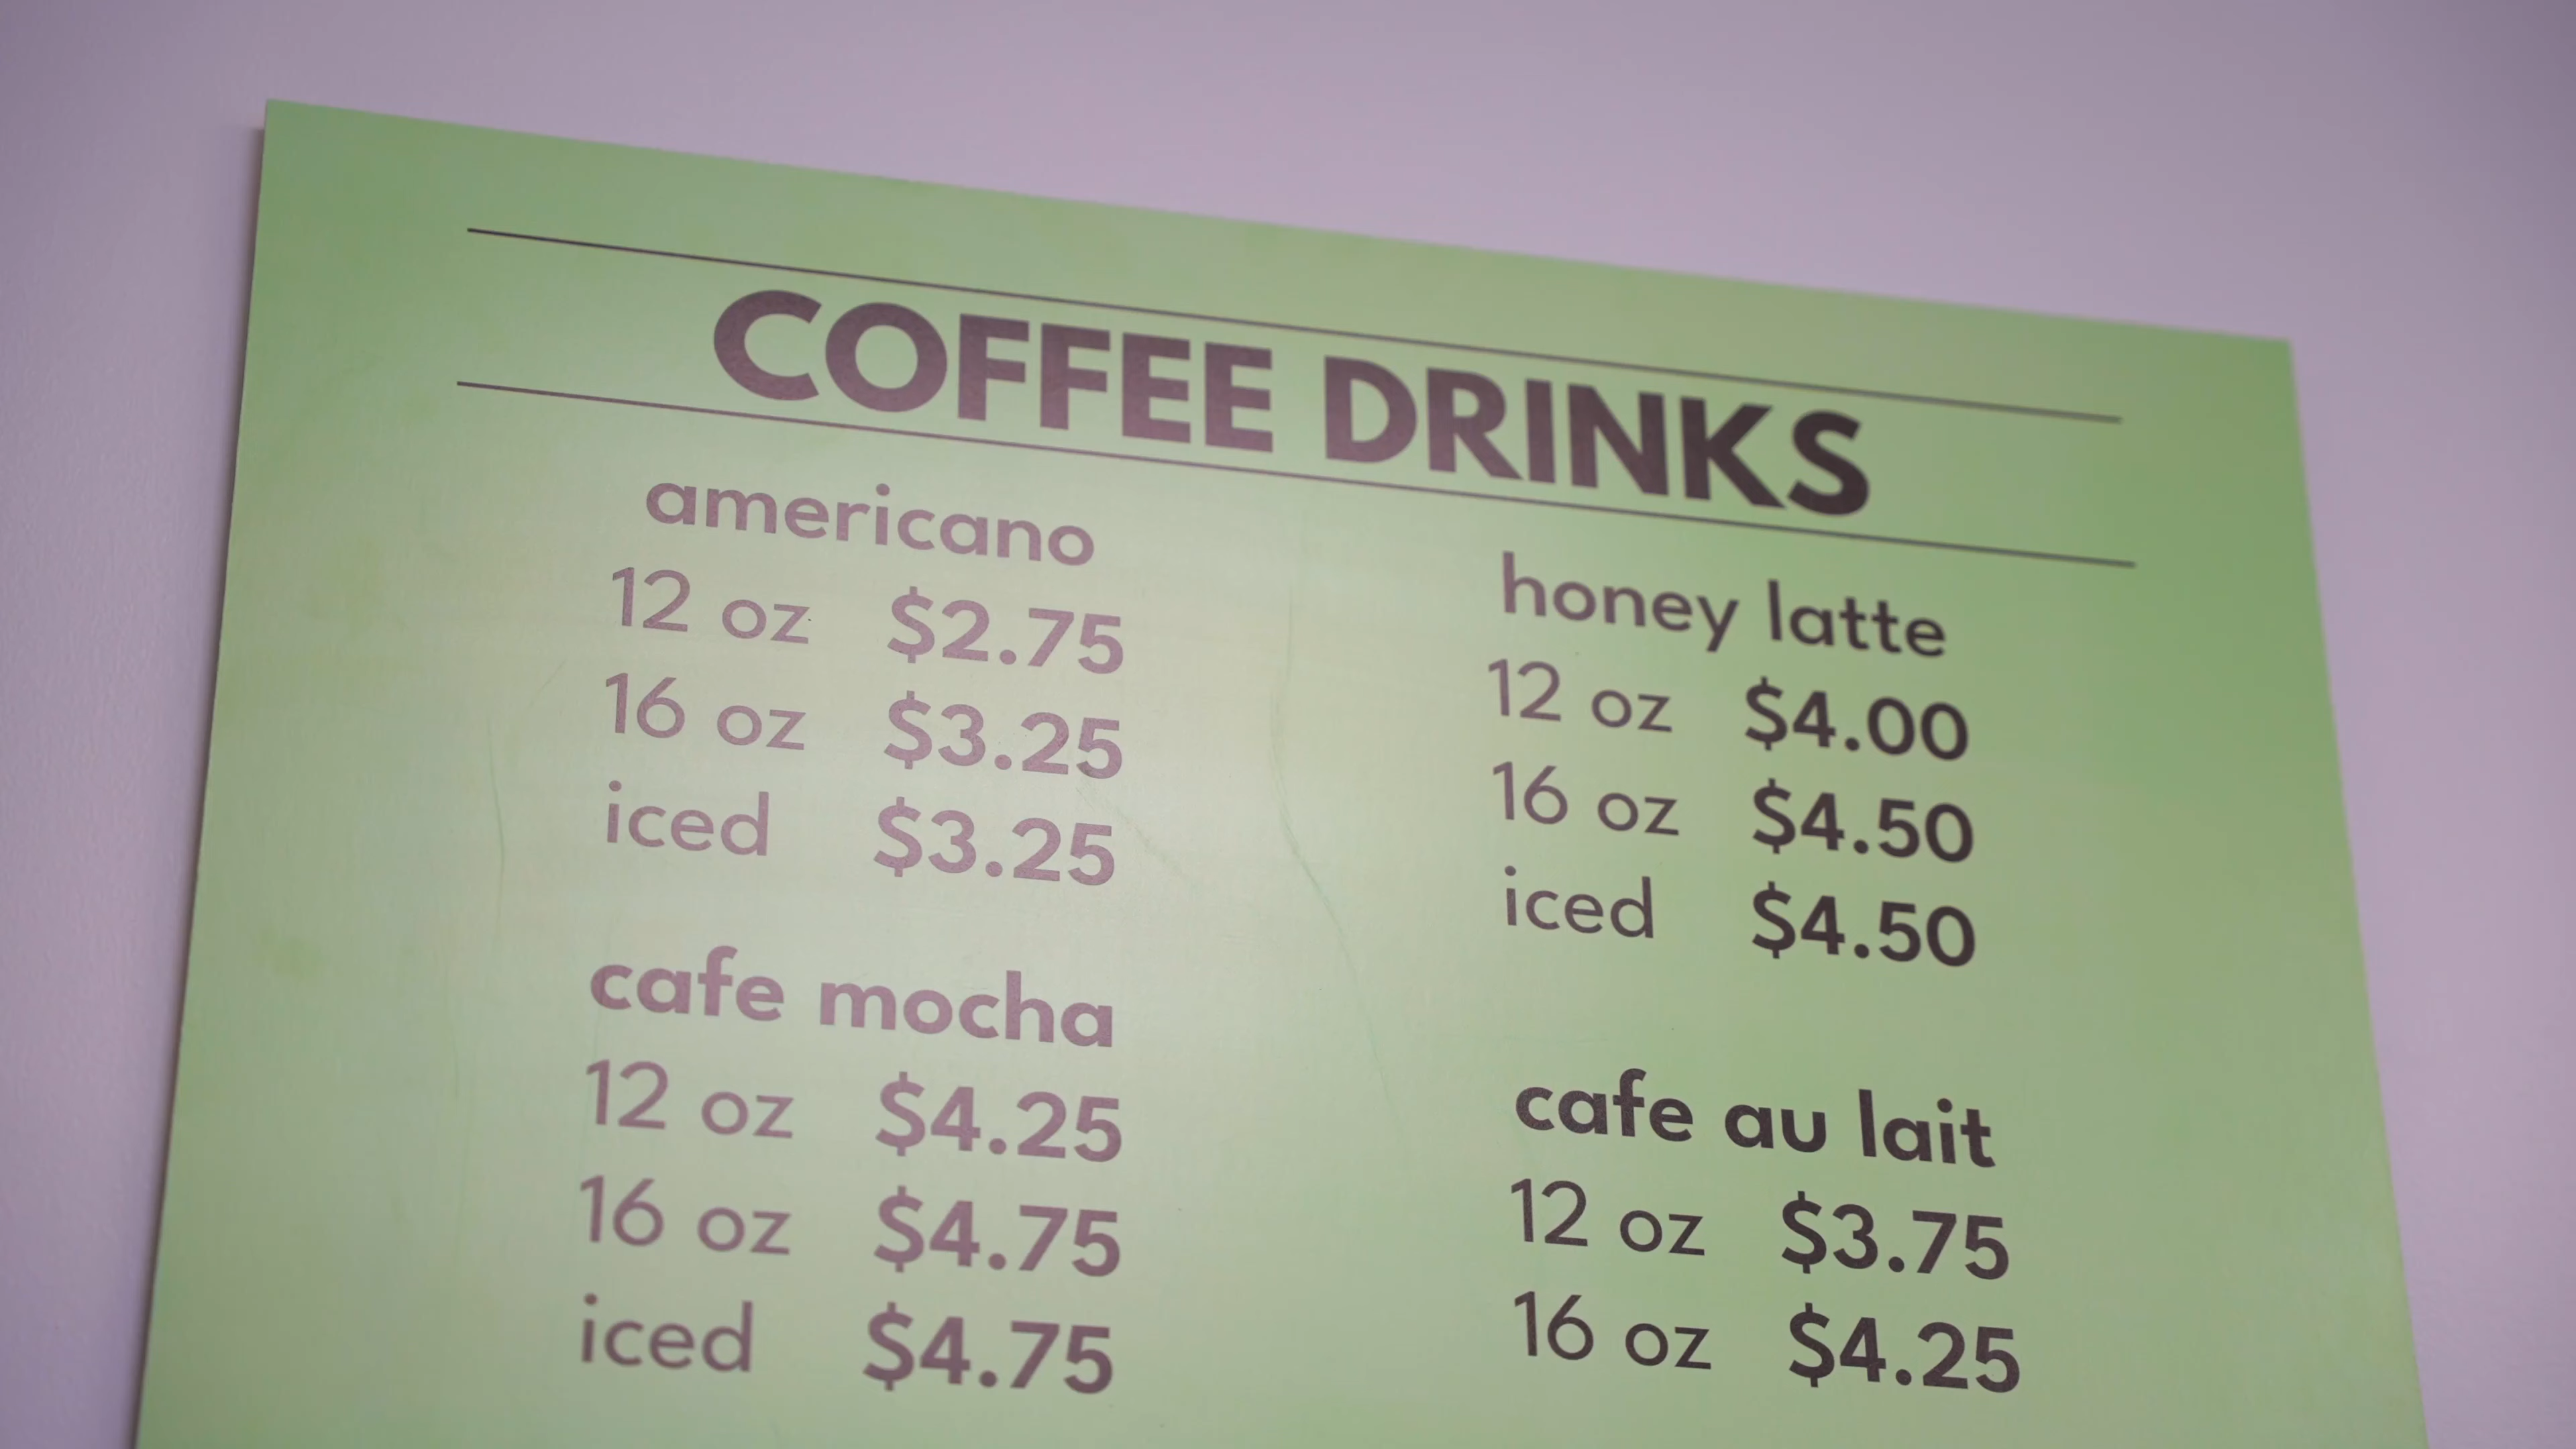 COFFEE DRINKS
americano
12 oz $2.75
16 oz $3.25
iced $3.25
cafe mocha
12 oz $4.25
16 oz $4.75
iced $4.75
honey latte
12 oz $4.00
16 oz $4.50
iced $4.50
cafe au lait
12 oz $3.75
16 oz $4.25